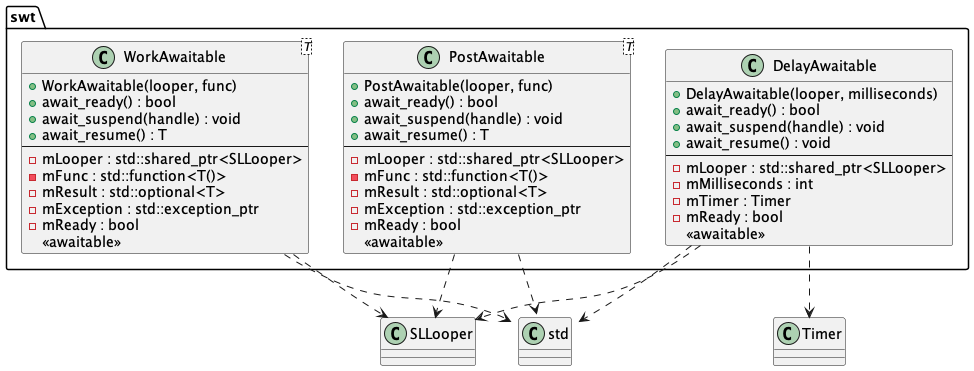 swt
C WorkAwaitable T
WorkAwaitable(looper, func)
await_ready() : bool
await_suspend(handle) : void
await_resume() : T
mLooper : std::shared_ptr<SLLooper>
mFunc : std::function<T()>
mResult : std::optional<T>
mException : std::exception_ptr
mReady : bool
«awaitable»
C PostAwaitable T
PostAwaitable(looper, func)
await_ready() : bool
await_suspend(handle) : void
await_resume() : T
mLooper : std::shared_ptr<SLLooper>
mFunc : std::function<T()>
mResult : std::optional<T>
mException : std::exception_ptr
mReady : bool
«awaitable»
C DelayAwaitable
DelayAwaitable(looper, milliseconds)
await_ready() : bool
await_suspend(handle) : void
await_resume() : void
mLooper : std::shared_ptr<SLLooper>
mMilliseconds : int
mTimer : Timer
mReady : bool
«awaitable»
C SLLooper
C std
C Timer